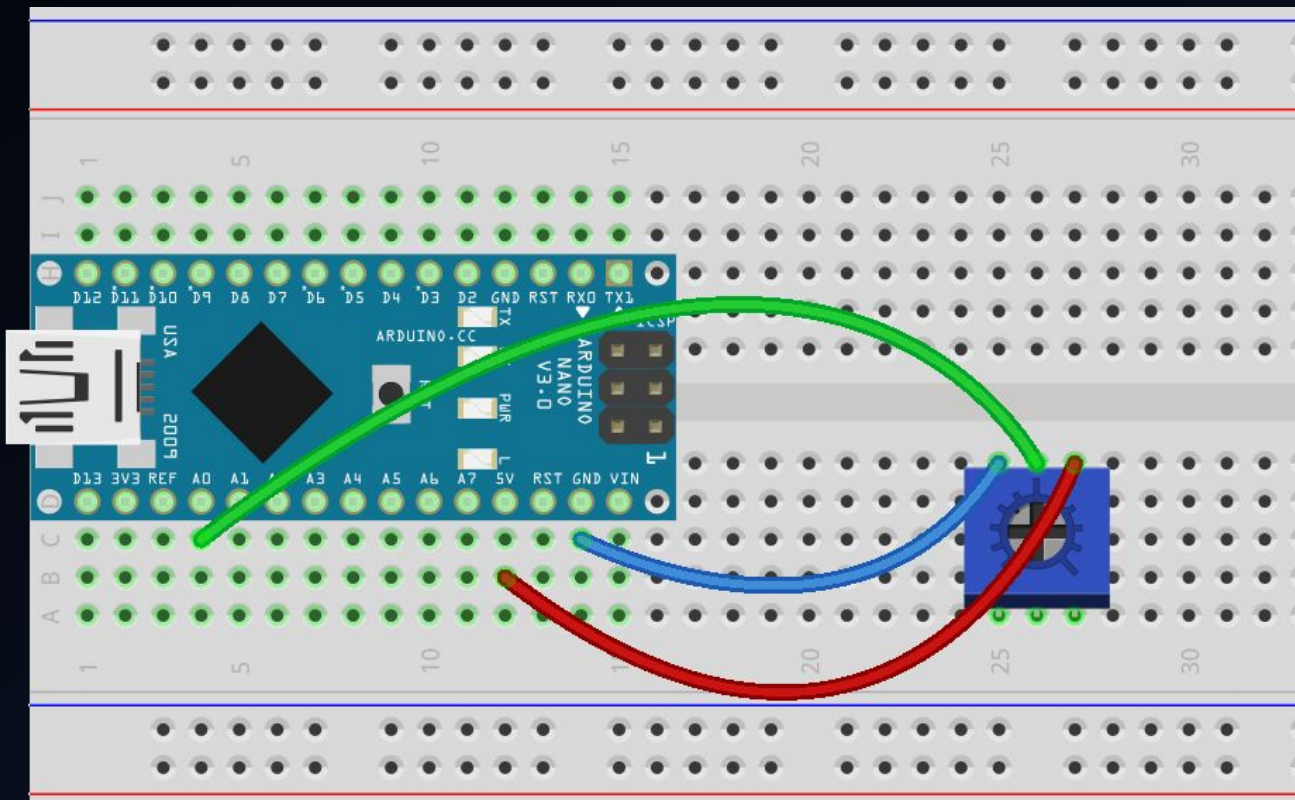 1 5 10 15 20 25 30
J
I
H
D12 D11 D10 D9 D8 D7 D6 D5 D4 D3 D2 GND RST RX0 TX1
TX
ICSP
ARDUINO.CC
USA
ARDUINO
NANO
V3.0
PWR
2009
L
1
D13 3V3 REF A0 A1 A3 A4 A5 A6 A7 5V RST GND VIN
D
C
B
A
1 5 10 20 25 30